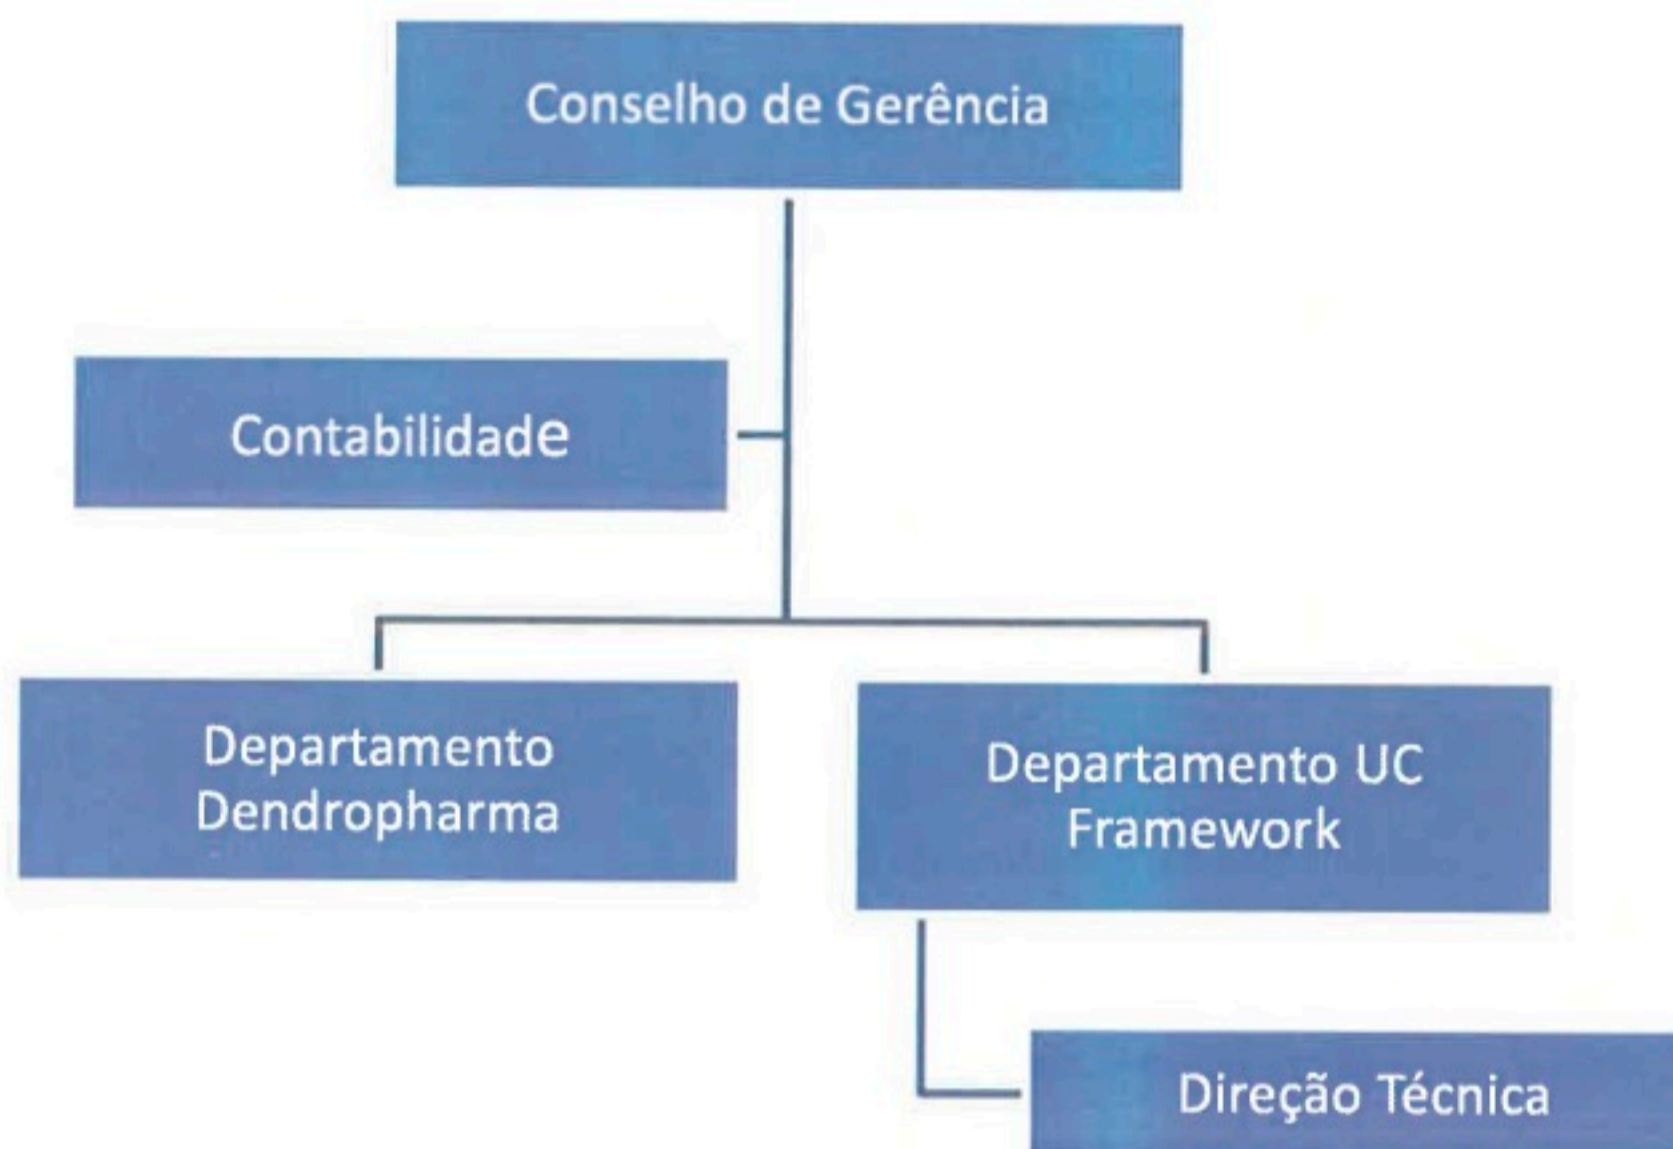 Conselho de Gerência
Contabilidade
Departamento
Dendropharma
Departamento UC
Framework
Direção Técnica